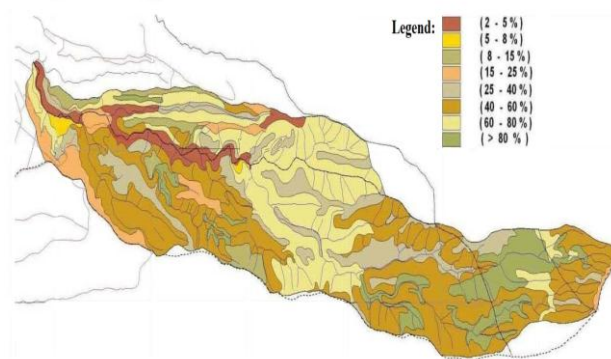 Legend:
(2 - 5 %)
(5 - 8 %)
(8 - 15 %)
(15 - 25 %)
(25 - 40 %)
(40 - 60 %)
(60 - 80 %)
(> 80 %)